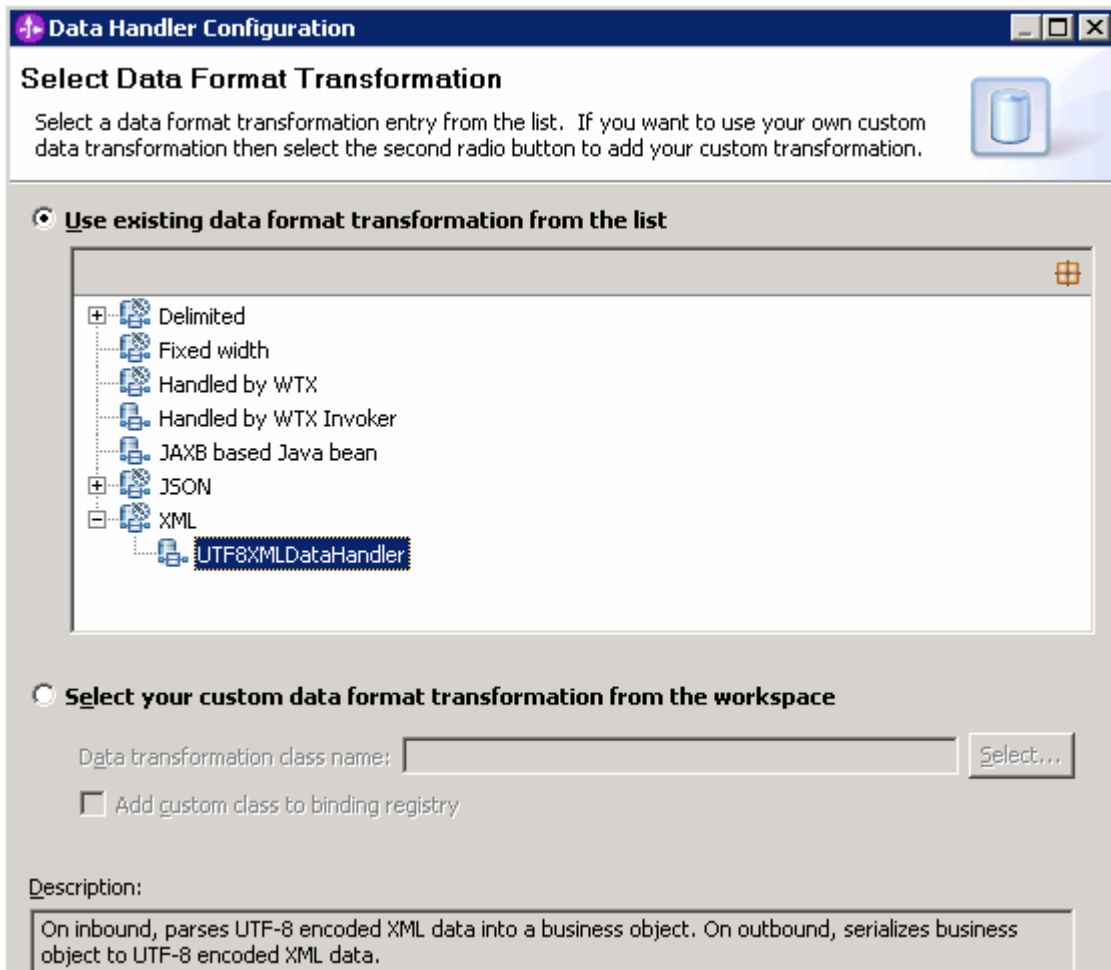 Data Handler Configuration
Select Data Format Transformation
Select a data format transformation entry from the list. If you want to use your own custom
data transformation then select the second radio button to add your custom transformation.
Use existing data format transformation from the list
Delimited
Fixed width
Handled by WTX
Handled by WTX Invoker
JAXB based Java bean
JSON
XML
UTF8XMLDataHandler
Select your custom data format transformation from the workspace
Data transformation class name:
Select...
Add custom class to binding registry
Description:
On inbound, parses UTF-8 encoded XML data into a business object. On outbound, serializes business
object to UTF-8 encoded XML data.